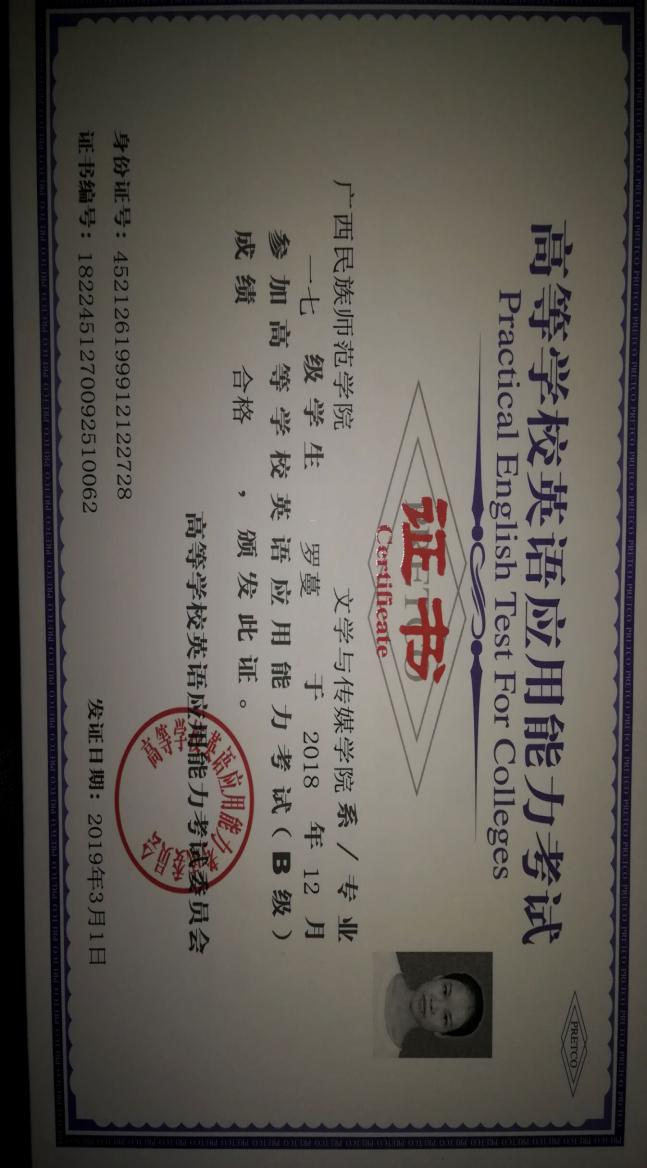 PRETCO
高等学校英语应用能力考试
Practical English Test For Colleges
证书
Certificate
广西民族师范学院 文学与传媒学院系/专业
一七 级学生 罗蔓 于 2018 年 12 月
参加高等学校英语应用能力考试(B级)
成绩 合格 ,颁发此证。
高等学校英语应用能力考试委员会
身份证号: 452126199912122728
证书编号: 182245127009251006​2
发证日期: 2019年3月1日